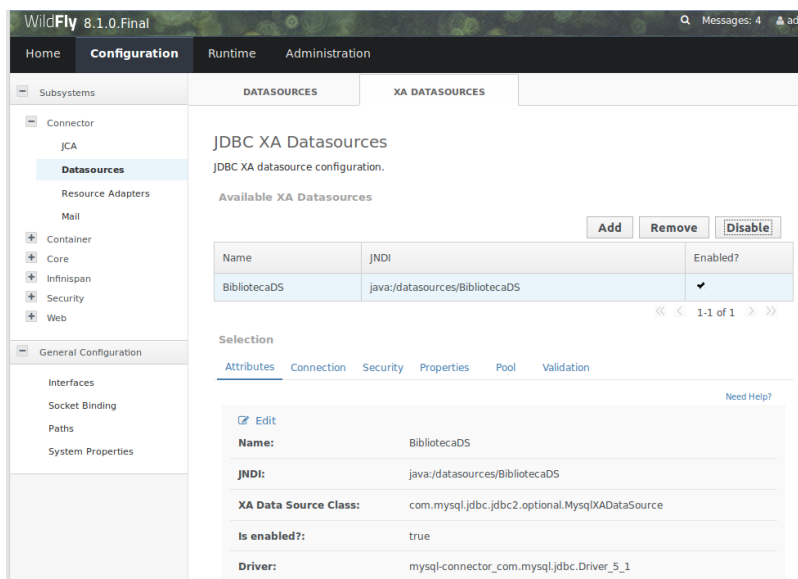 WildFly 8.1.0.Final
Messages: 4
Home Configuration Runtime Administration
Subsystems
Connector
JCA
Datasources
Resource Adapters
Mail
Container
Core
Infinispan
Security
Web
General Configuration
Interfaces
Socket Binding
Paths
System Properties
DATASOURCES XA DATASOURCES
JDBC XA Datasources
JDBC XA datasource configuration.
Available XA Datasources
Add Remove Disable
Name JNDI Enabled?
BibliotecaDS java:/datasources/BibliotecaDS
1-1 of 1
Selection
Attributes Connection Security Properties Pool Validation
Need Help?
Edit
Name: BibliotecaDS
JNDI: java:/datasources/BibliotecaDS
XA Data Source Class: com.mysql.jdbc.jdbc2.optional.MysqlXADataSource
Is enabled?: true
Driver: mysql-connector_com.mysql.jdbc.Driver_5_1